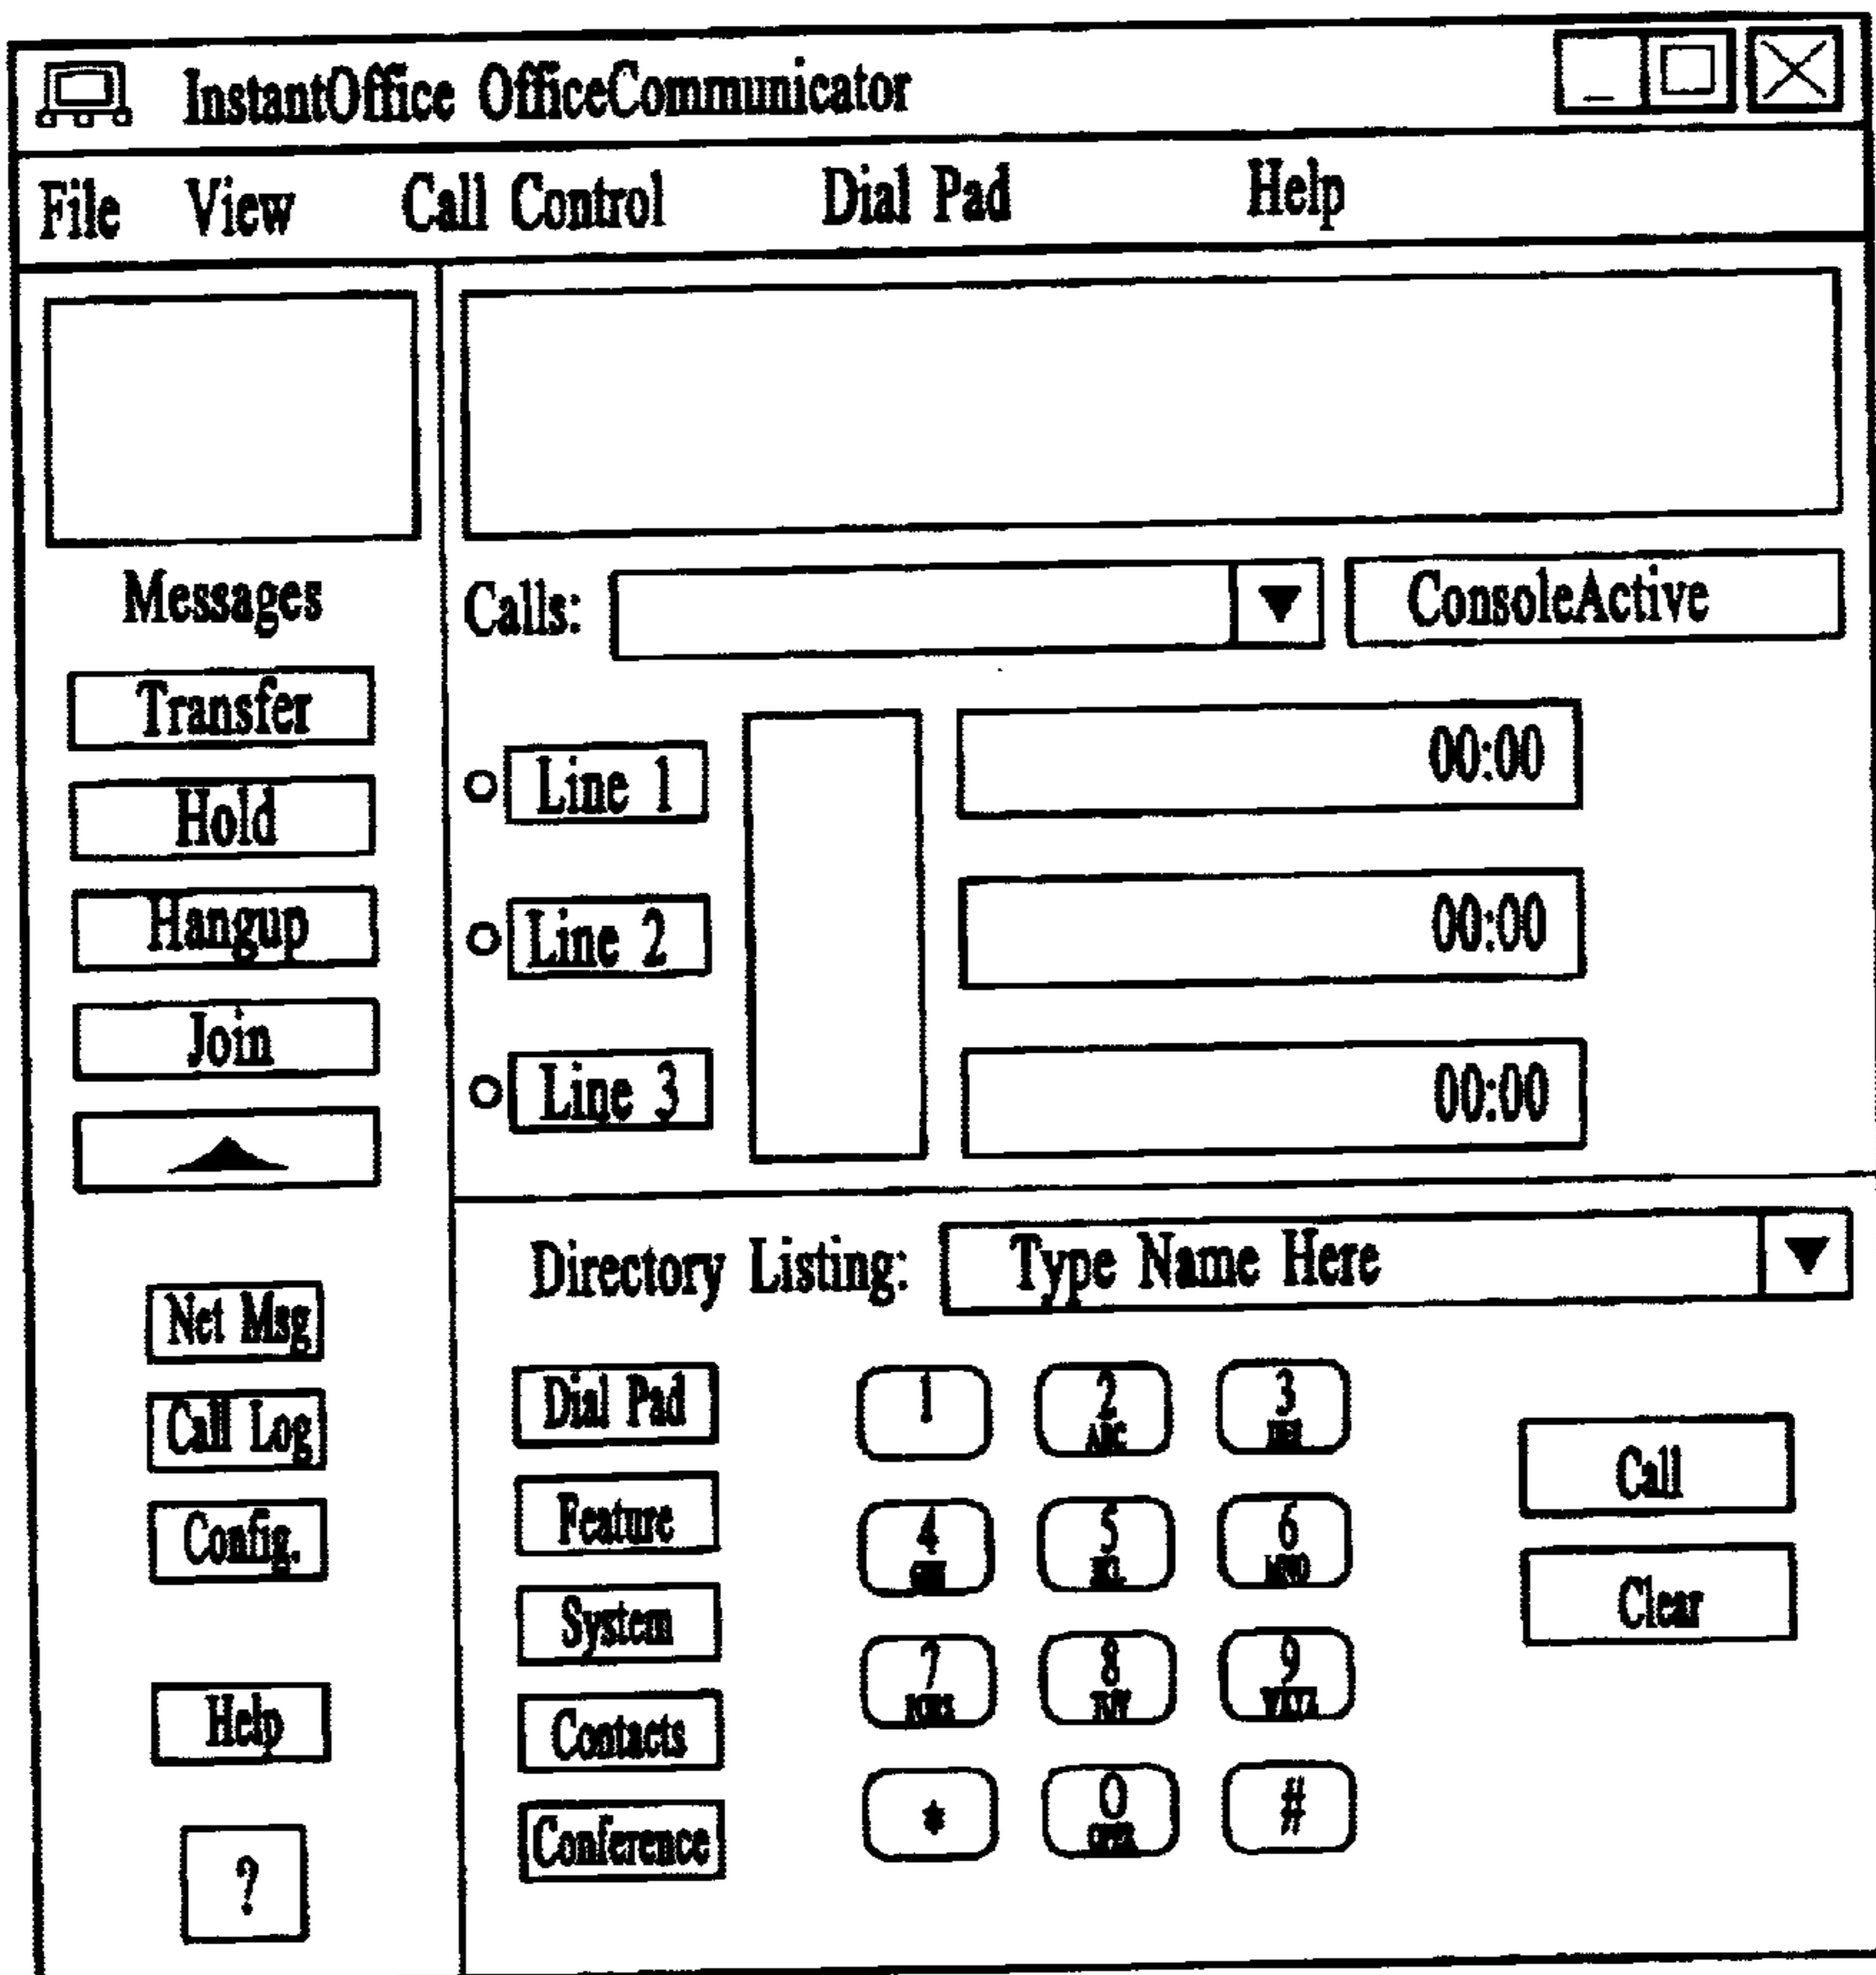 InstantOffice OfficeCommunicator
File View Call Control Dial Pad Help
Messages
Transfer
Hold
Hangup
Join
Net Msg
Call Log
Config.
Help
?
Calls:
ConsoleActive
Line 1
00:00
Line 2
00:00
Line 3
00:00
Directory Listing: Type Name Here
Dial Pad
Feature
System
Contacts
Conference
1 2 3
ABC
4 5 6
7 8 9
* 0 #
Call
Clear